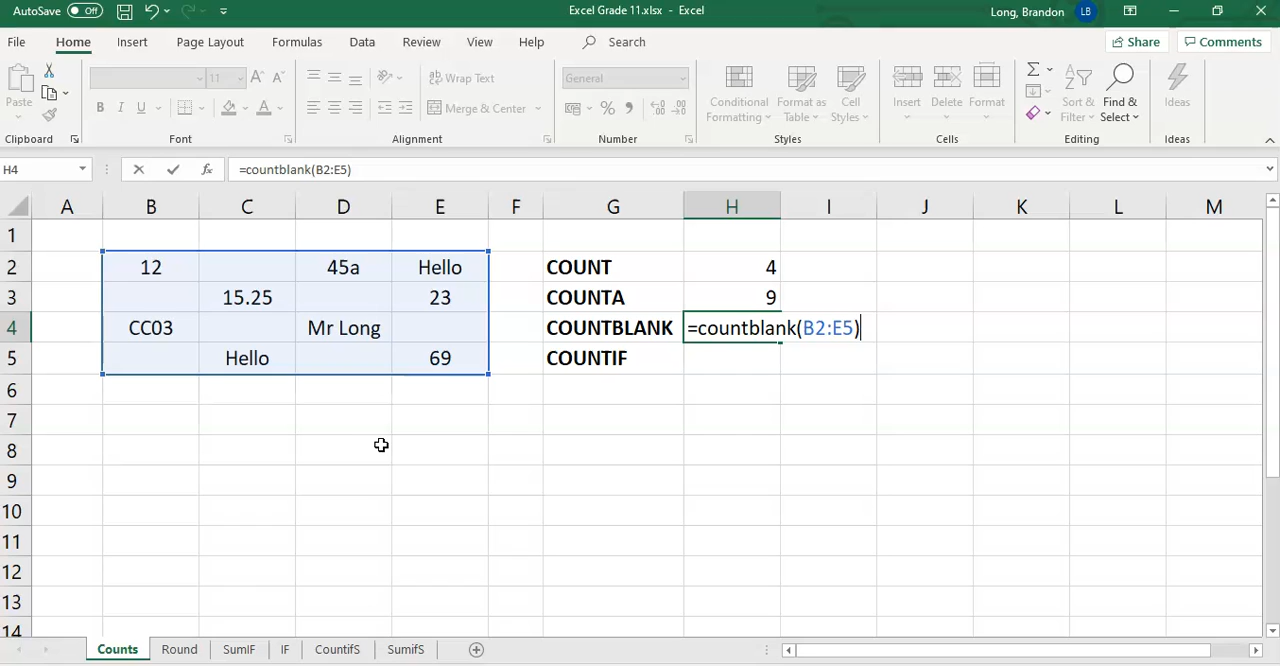 AutoSave Off Excel Grade 11.xlsx - Excel Long, Brandon LB
File Home Insert Page Layout Formulas Data Review View Help Search Share Comments
Paste
B I U A
11 A A
Wrap Text
Merge & Center
General
%
Conditional Formatting
Format as Table
Cell Styles
Insert
Delete
Format
Sort & Filter
Find & Select
Ideas
Clipboard Font Alignment Number Styles Cells Editing Ideas
H4 fx =countblank(B2:E5)
A B C D E F G H I J K L M
1
2 12 45a Hello COUNT 4
3 15.25 23 COUNTA 9
4 CC03 Mr Long COUNTBLANK =countblank(B2:E5)
5 Hello 69 COUNTIF
6
7
8
9
10
11
12
13
14
Counts Round SumIF IF CountifS SumifS